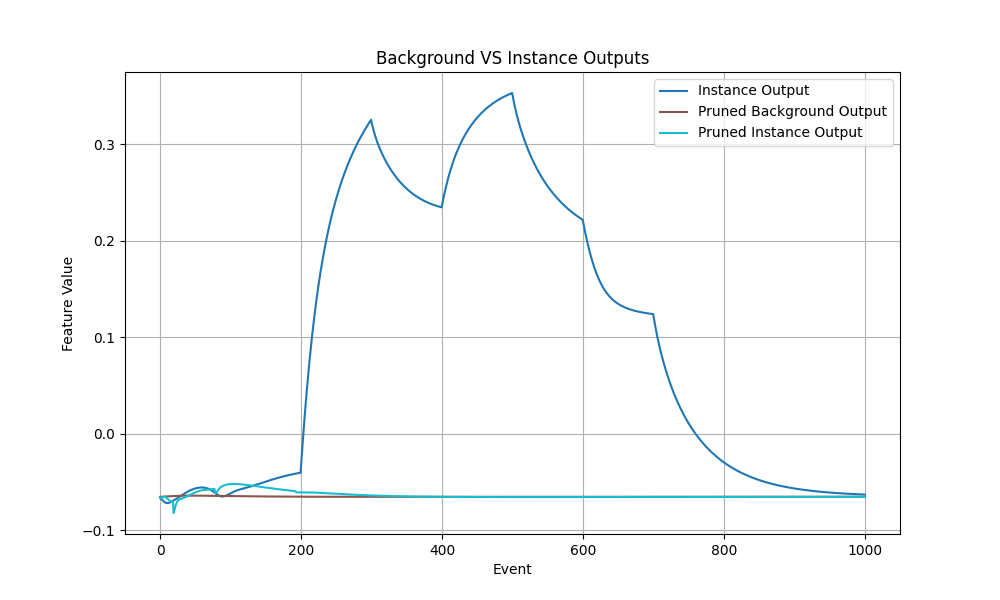 Background VS Instance Outputs
Instance Output
Pruned Background Output
Pruned Instance Output
Feature Value
0.3
0.2
0.1
0.0
−0.1
0 200 400 600 800 1000
Event